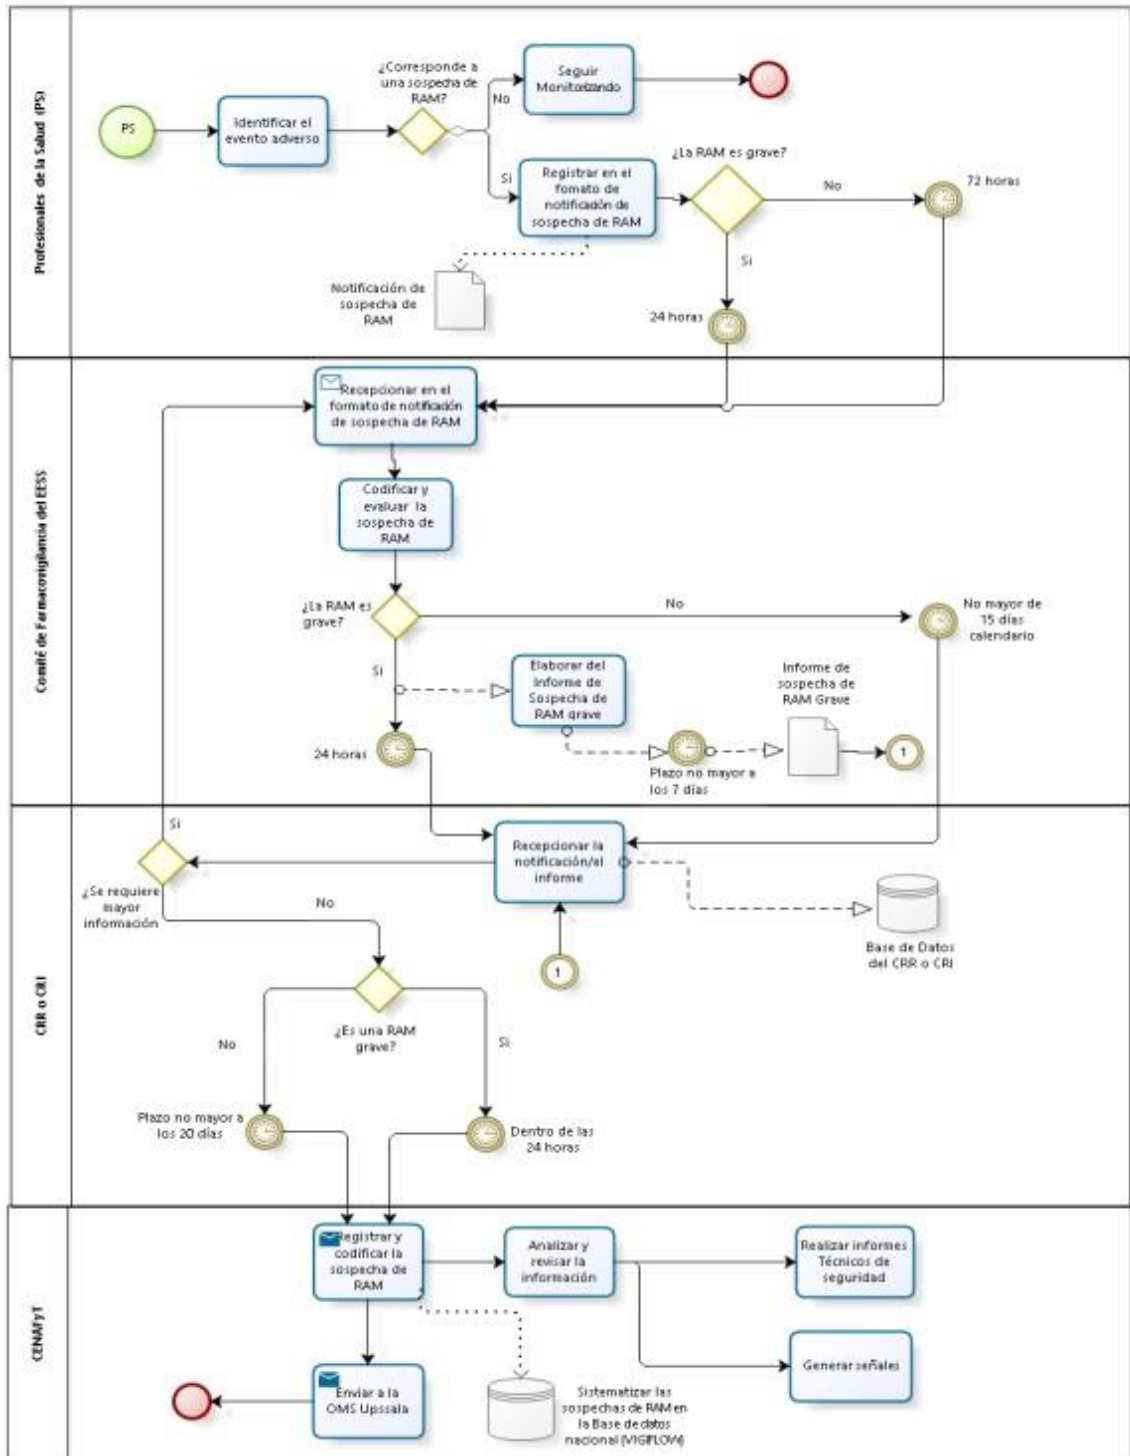 Profesionales de la Salud (PS)
PS
Identificar el
evento adverso
¿Corresponde a
una sospecha de
RAM?
No
Seguir
Monitorizando
Si
Registrar en el
fomato de
notificación de
sospecha de RAM
¿La RAM es grave?
No
72 horas
Si
24 horas
Notificación de
sospecha de
RAM
Comité de Farmacovigilancia del EESS
Recepcionar en el
formato de notificación
de sospecha de RAM
Codificar y
evaluar la
sospecha de
RAM
¿La RAM es
grave?
No
No mayor de
15 días
calendario
Si
Elaborar del
Informe de
Sospecha de
RAM grave
Informe de
sospecha de
RAM Grave
24 horas
Plazo no mayor a
los 7 días
1
CRR o CRI
Si
¿Se requiere
mayor
información
No
Recepcionar la
notificación/el
informe
1
Base de Datos
del CRR o CRI
¿Es una RAM
grave?
No
Si
Plazo no mayor a
los 20 días
Dentro de las
24 horas
CENAFyT
Registrar y
codificar la
sospecha de
RAM
Analizar y
revisar la
información
Realizar informes
Técnicos de
seguridad
Generar señales
Enviar a la
OMS Upssala
Sistematizar las
sospechas de RAM en
la Base de datos
nacional (VIGIFLOW)